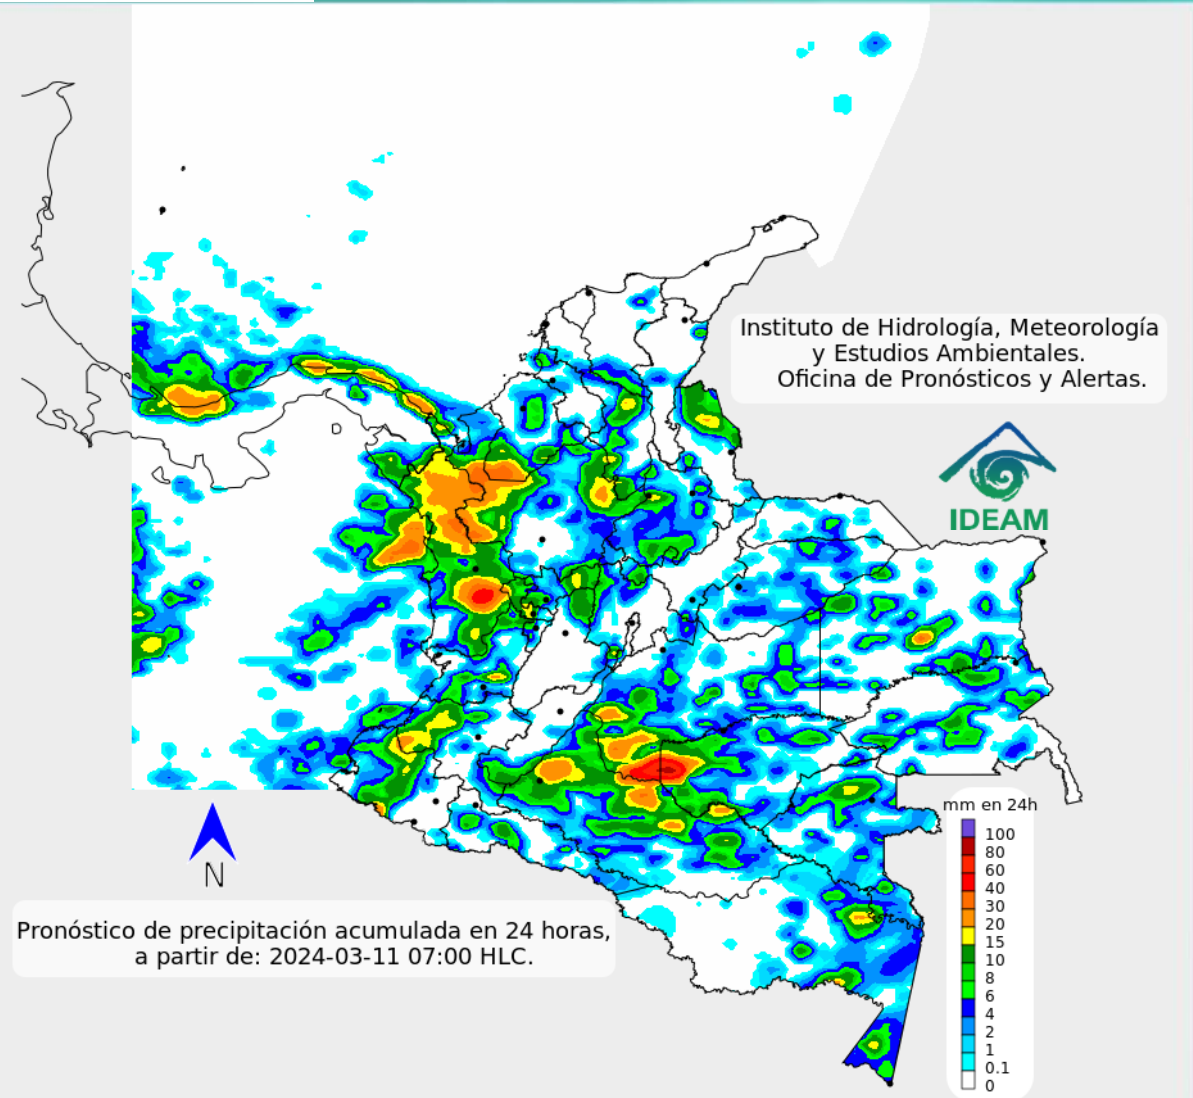 Instituto de Hidrología, Meteorología
y Estudios Ambientales.
Oficina de Pronósticos y Alertas.
IDEAM
mm en 24h
100
80
60
40
30
20
15
10
8
6
4
2
1
0.1
0
N
Pronóstico de precipitación acumulada en 24 horas,
a partir de: 2024-03-11 07:00 HLC.